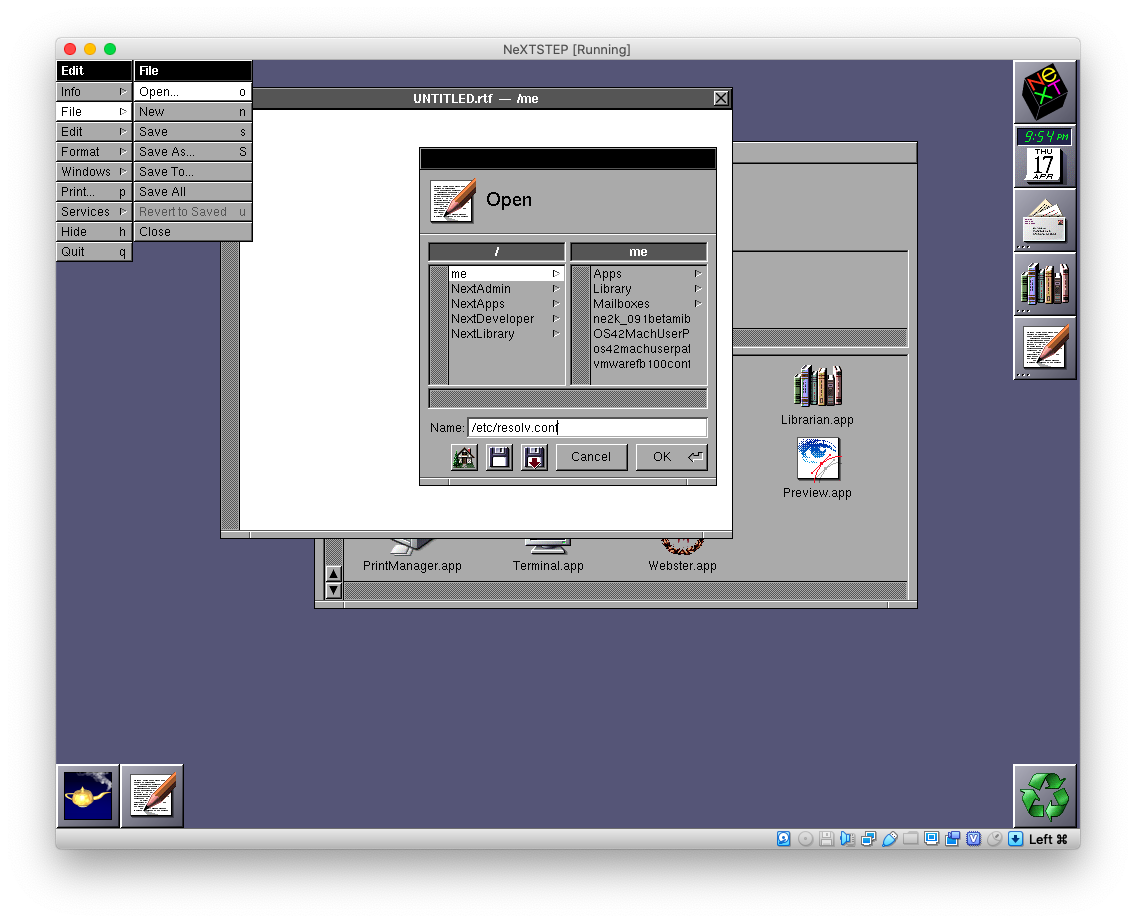 NeXTSTEP [Running]
Edit
Info
File
Edit
Format
Windows
Print... p
Services
Hide h
Quit q
File
Open... o
New n
Save s
Save As... S
Save To...
Save All
Revert to Saved u
Close
UNTITLED.rtf — /me
Open
/
me
NextAdmin
NextApps
NextDeveloper
NextLibrary
me
Apps
Library
Mailboxes
ne2k_091betamib
OS42MachUserP
os42machuserpat
vmwarefb100conf
Name: /etc/resolv.conf
Cancel
OK
Librarian.app
Preview.app
PrintManager.app
Terminal.app
Webster.app
NeXT
9:54 PM
THU
17
APR
Left ⌘